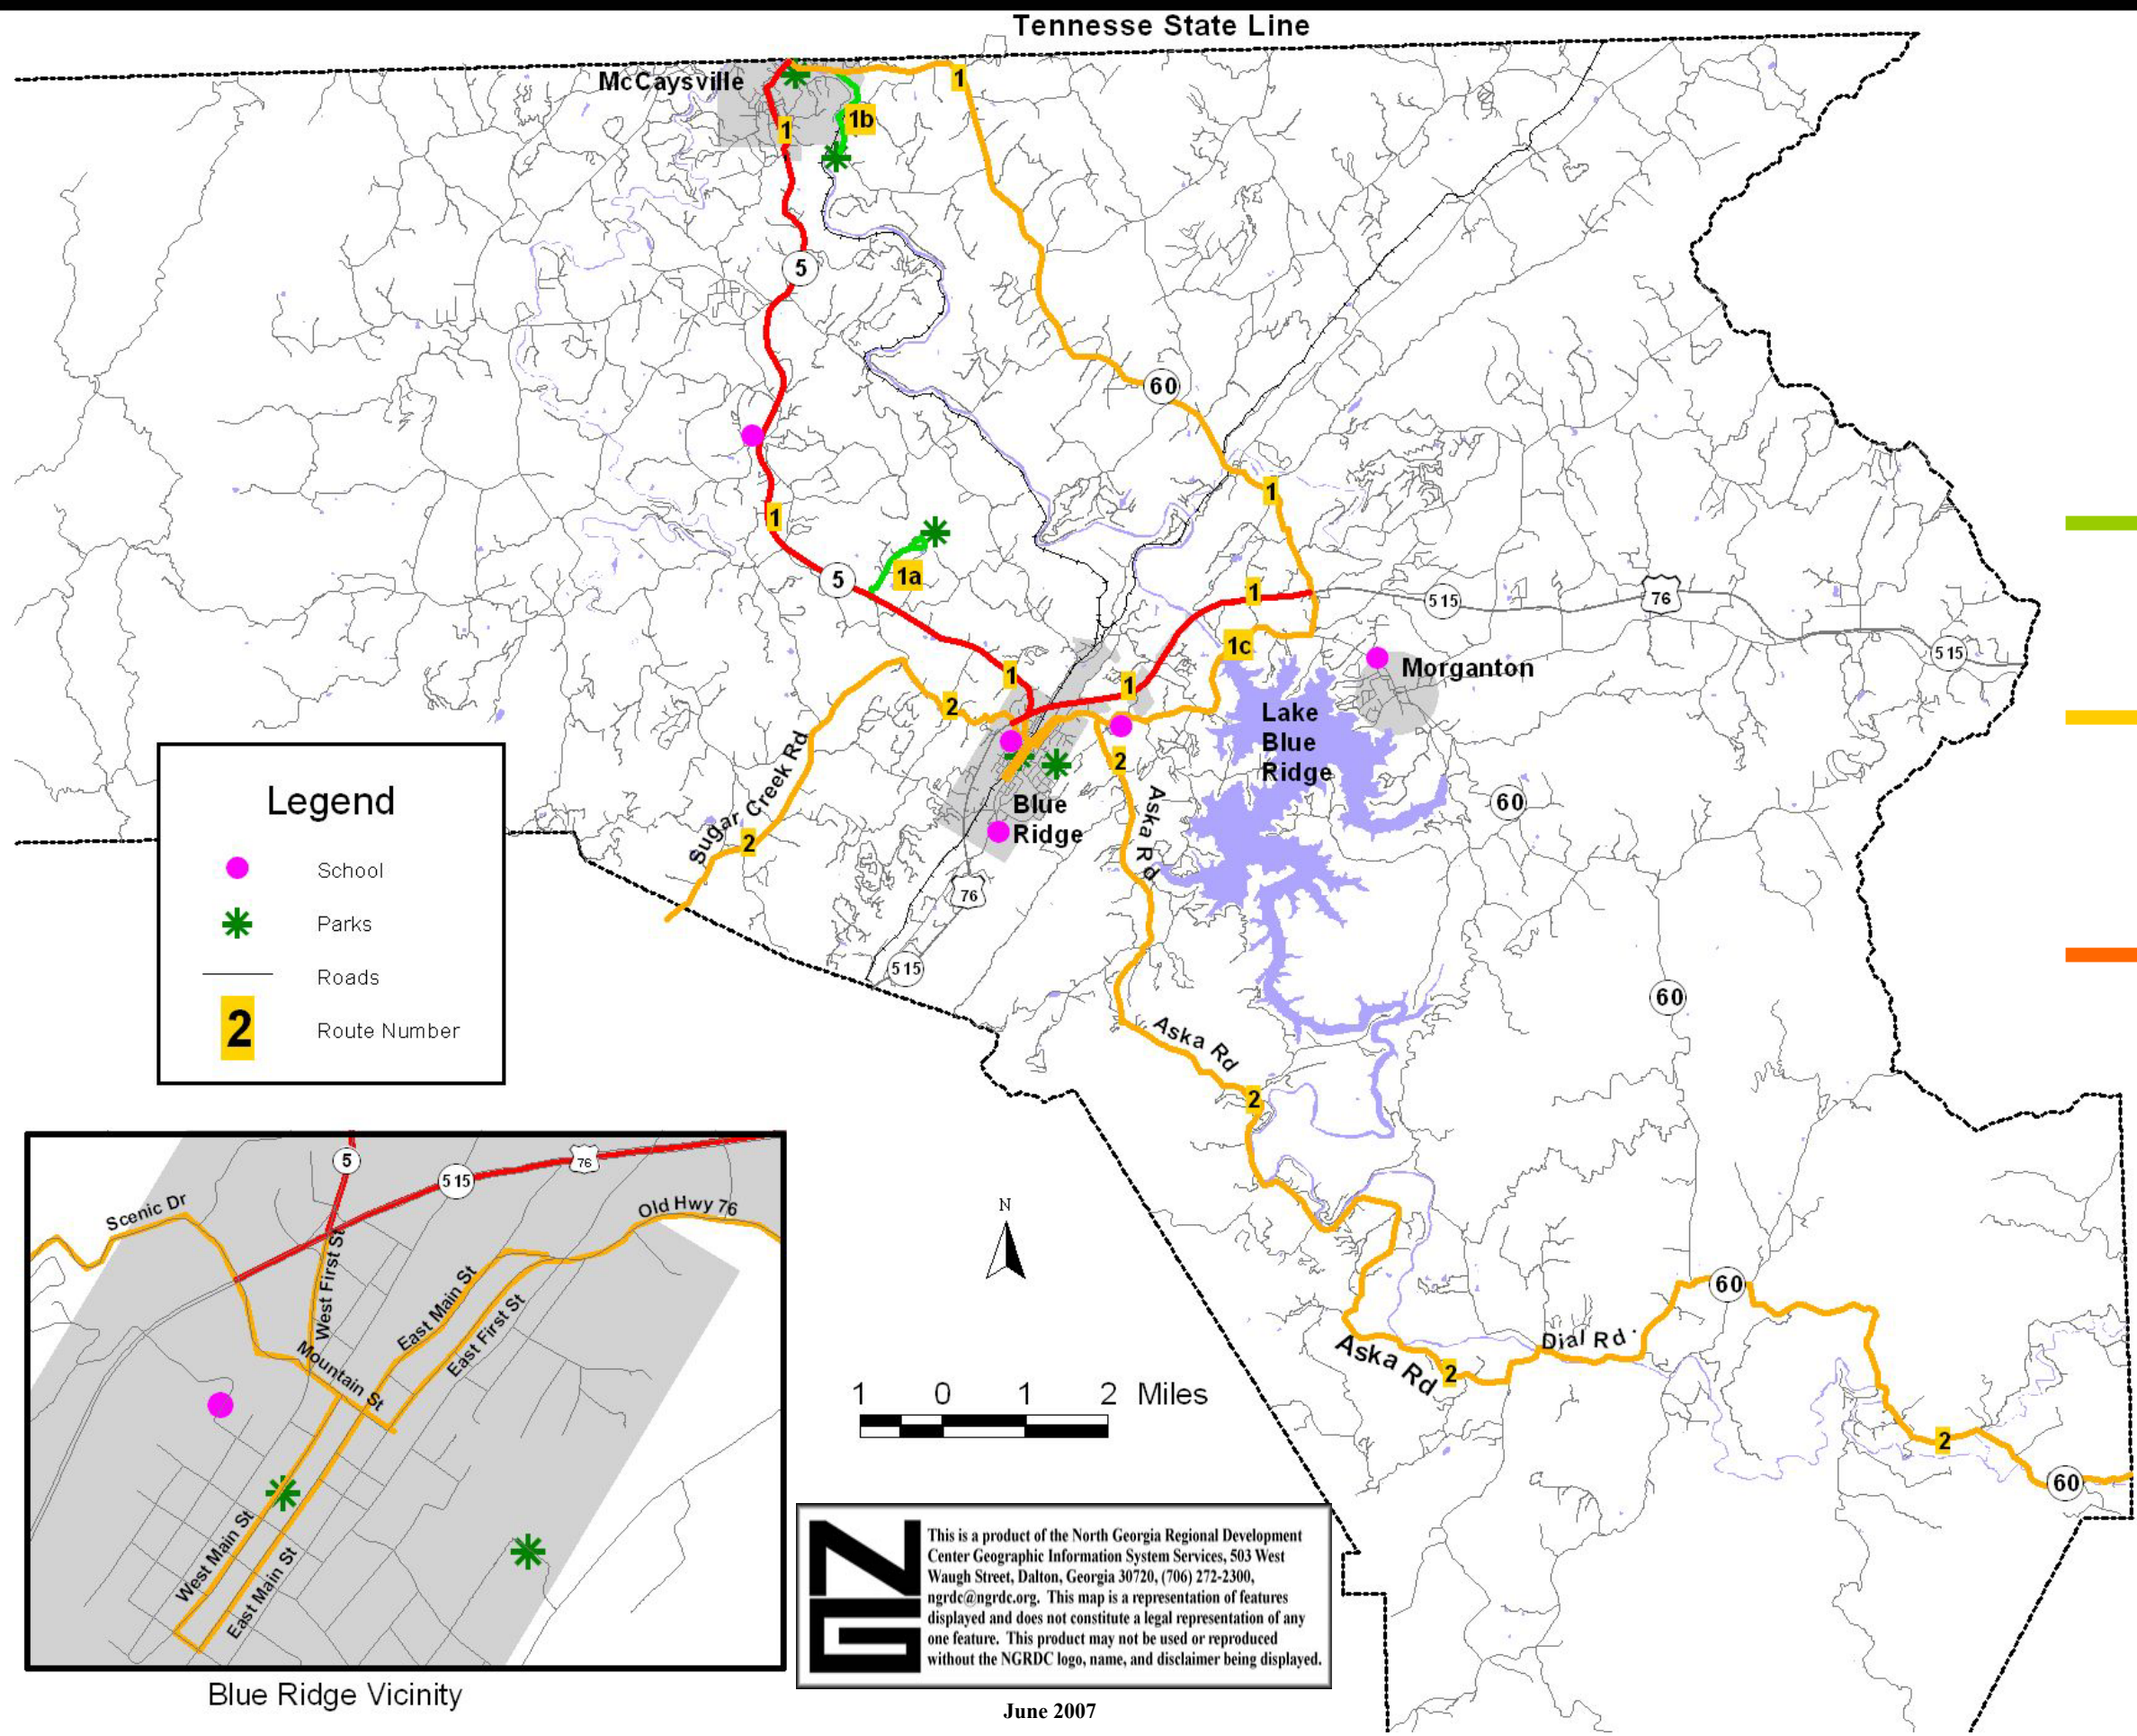 Tennesse State Line
McCaysville
1
1b
1
5
60
1
1
1a
5
1
1c
515
76
515
Morganton
1
1
2
Lake
Blue
Ridge
2
60
Sugar Creek Rd
2
Blue
Ridge
Aska Rd
76
515
60
Aska Rd
2
Legend
School
Parks
Roads
2
Route Number
5
515
76
Scenic Dr
Old Hwy 76
West First St
East Main St
East First St
Mountain St
West Main St
East Main St
Blue Ridge Vicinity
N
1 0 1 2 Miles
60
Dial Rd
Aska Rd
2
2
60
NG
This is a product of the North Georgia Regional Development
Center Geographic Information System Services, 503 West
Waugh Street, Dalton, Georgia 30720, (706) 272-2300,
ngrdc@ngrdc.org. This map is a representation of features
displayed and does not constitute a legal representation of any
one feature. This product may not be used or reproduced
without the NGRDC logo, name, and disclaimer being displayed.
June 2007